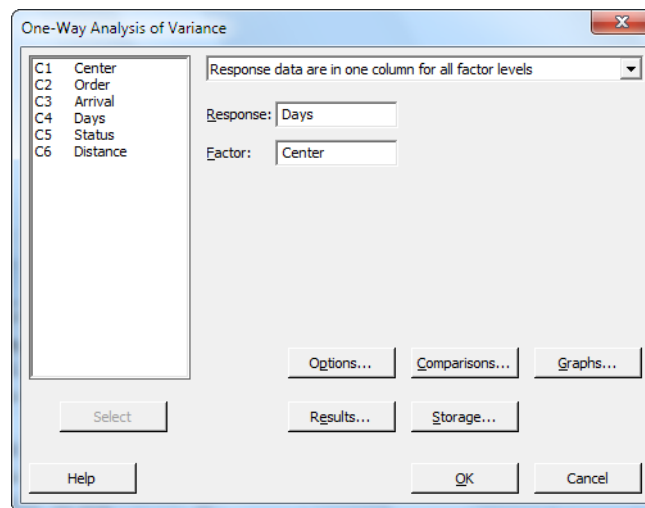 One-Way Analysis of Variance
x
C1 Center
C2 Order
C3 Arrival
C4 Days
C5 Status
C6 Distance
Response data are in one column for all factor levels
Response: Days
Factor: Center
Options... Comparisons... Graphs...
Select Results... Storage...
Help OK Cancel